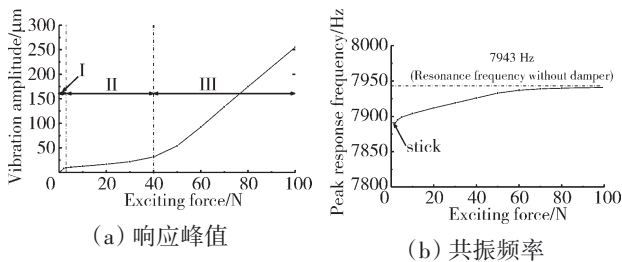 Vibration amplitude/μm
300
250
200
150
100
50
0
20
40
60
80
100
I
II
III
Exciting force/N
(a) 响应峰值
Peak response frequency/Hz
8000
7950
7900
7850
7800
0
20
40
60
80
100
7943 Hz
(Resonance frequency without damper)
stick
Exciting force/N
(b) 共振频率